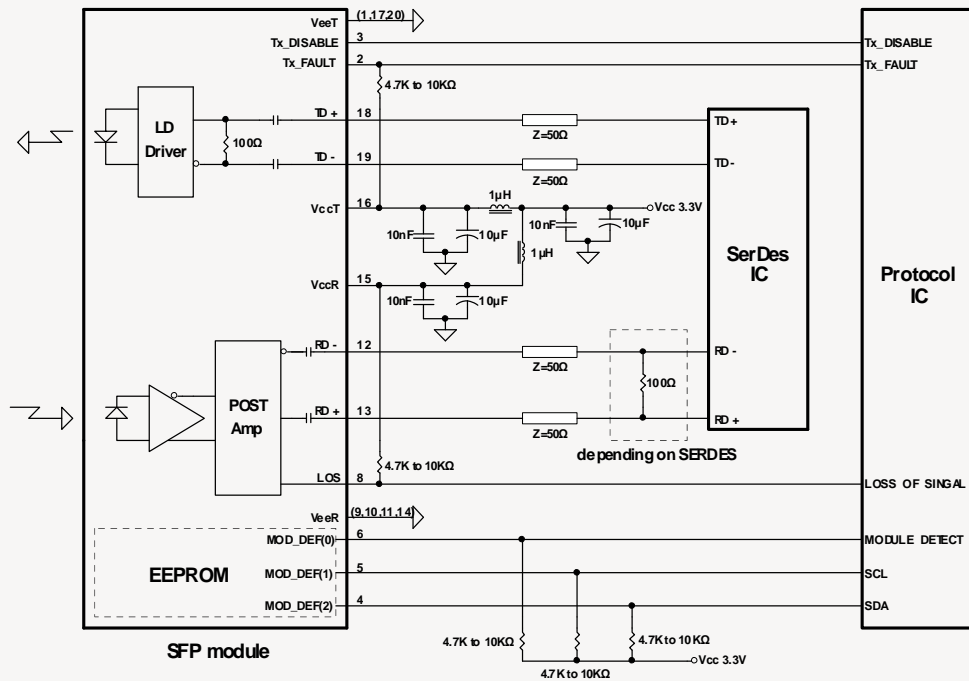 VeeT (1,17,20)
Tx_DISABLE 3 Tx_DISABLE
Tx_FAULT 2 Tx_FAULT
4.7K to 10KΩ
LD
Driver
100Ω
TD+ 18 TD+
Z=50Ω
TD- 19 TD-
Z=50Ω
1µH
VccT 16 Vcc 3.3V
10nF 10µF 10nF 10µF
1µH
SerDes
IC
Protocol
IC
VccR 15
10nF 10µF
RD - 12 RD -
Z=50Ω
100Ω
POST
Amp
RD + 13 RD +
Z=50Ω
depending on SERDES
4.7K to 10KΩ
LOS 8 LOSS OF SINGAL
VeeR (9,10,11,14)
MOD_DEF(0) 6 MODULE DETECT
EEPROM
MOD_DEF(1) 5 SCL
MOD_DEF(2) 4 SDA
4.7K to 10KΩ 4.7K to 10KΩ
SFP module
Vcc 3.3V
4.7K to 10KΩ